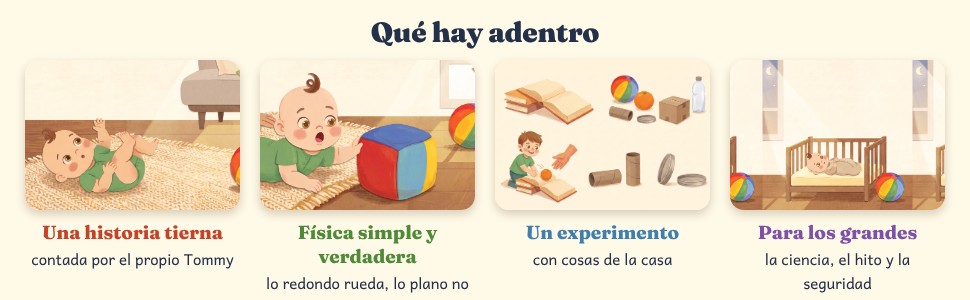 Qué hay adentro
Una historia tierna
contada por el propio Tommy
Física simple y
verdadera
lo redondo rueda, lo plano no
Un experimento
con cosas de la casa
Para los grandes
la ciencia, el hito y la
seguridad